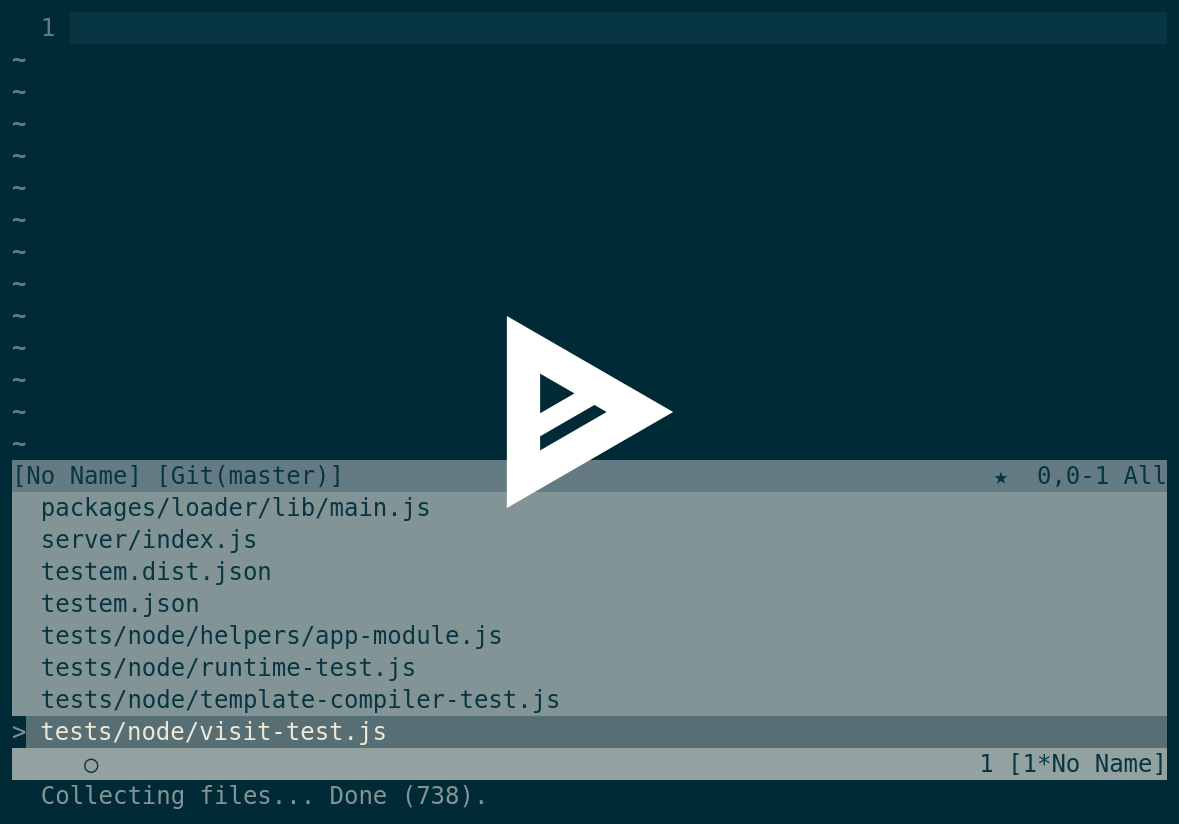 1
~
~
~
~
~
~
~
~
~
~
~
~
~
[No Name] [Git(master)] ★ 0,0-1 All
packages/loader/lib/main.js
server/index.js
testem.dist.json
testem.json
tests/node/helpers/app-module.js
tests/node/runtime-test.js
tests/node/template-compiler-test.js
> tests/node/visit-test.js
○ 1 [1*No Name]
Collecting files... Done (738).